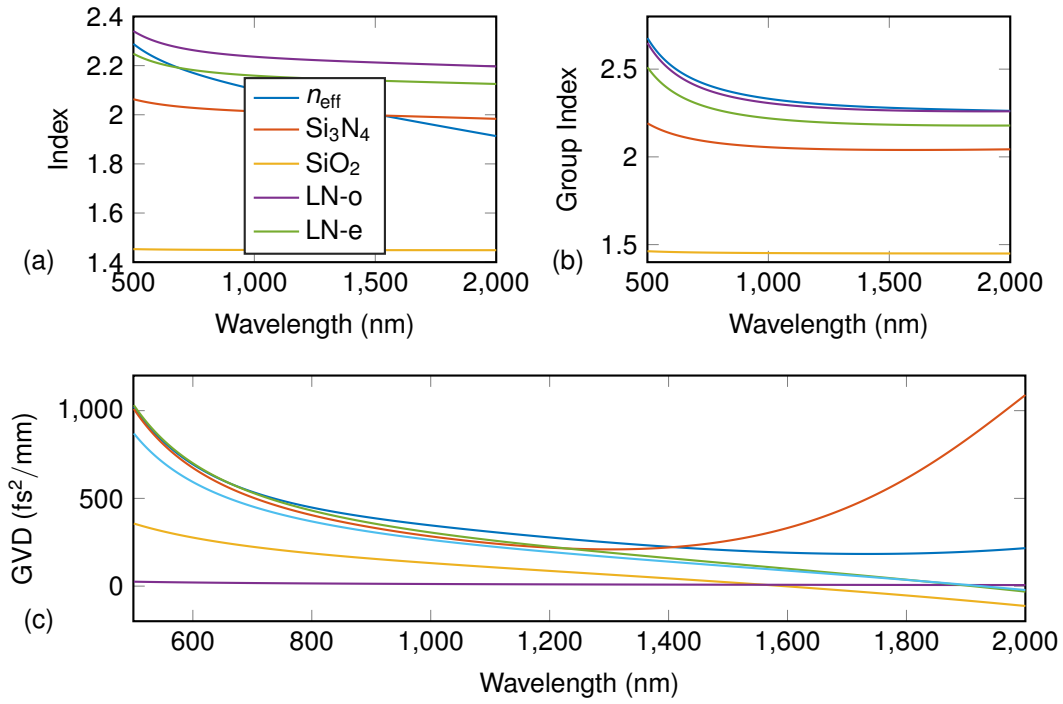 2.4
2.2
2
1.8
1.6
1.4
Index
n_eff
Si₃N₄
SiO₂
LN-o
LN-e
(a)
500 1,000 1,500 2,000
Wavelength (nm)
2.5
2
1.5
Group Index
(b)
500 1,000 1,500 2,000
Wavelength (nm)
1,000
500
0
GVD (fs²/mm)
(c)
600 800 1,000 1,200 1,400 1,600 1,800 2,000
Wavelength (nm)